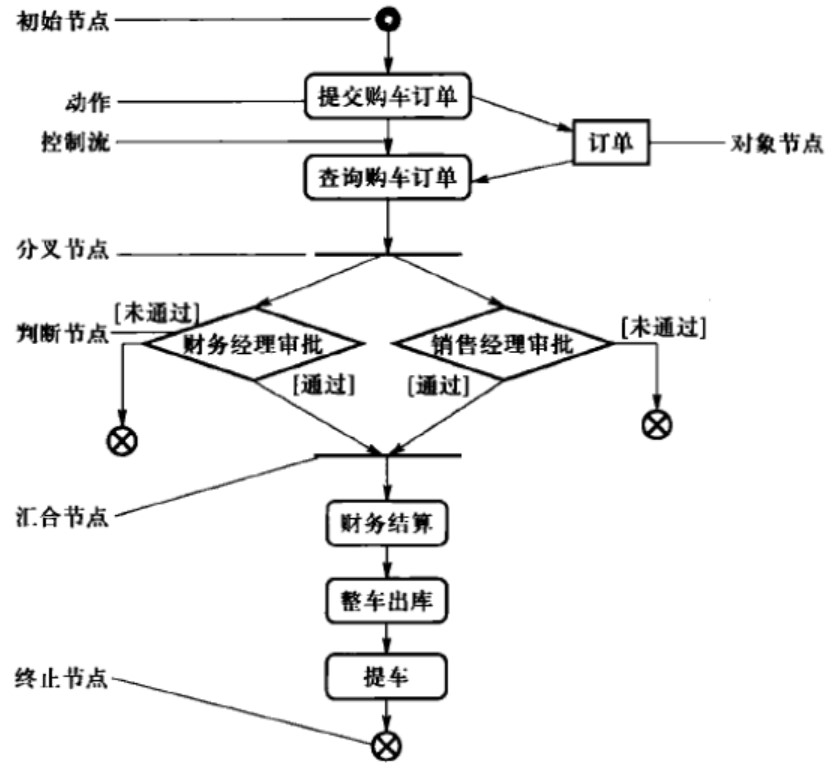 初始节点
提交购车订单
动作
控制流
订单
对象节点
查询购车订单
分叉节点
[未通过]
[未通过]
判断节点
财务经理审批
销售经理审批
[通过]
[通过]
汇合节点
财务结算
整车出库
终止节点
提车